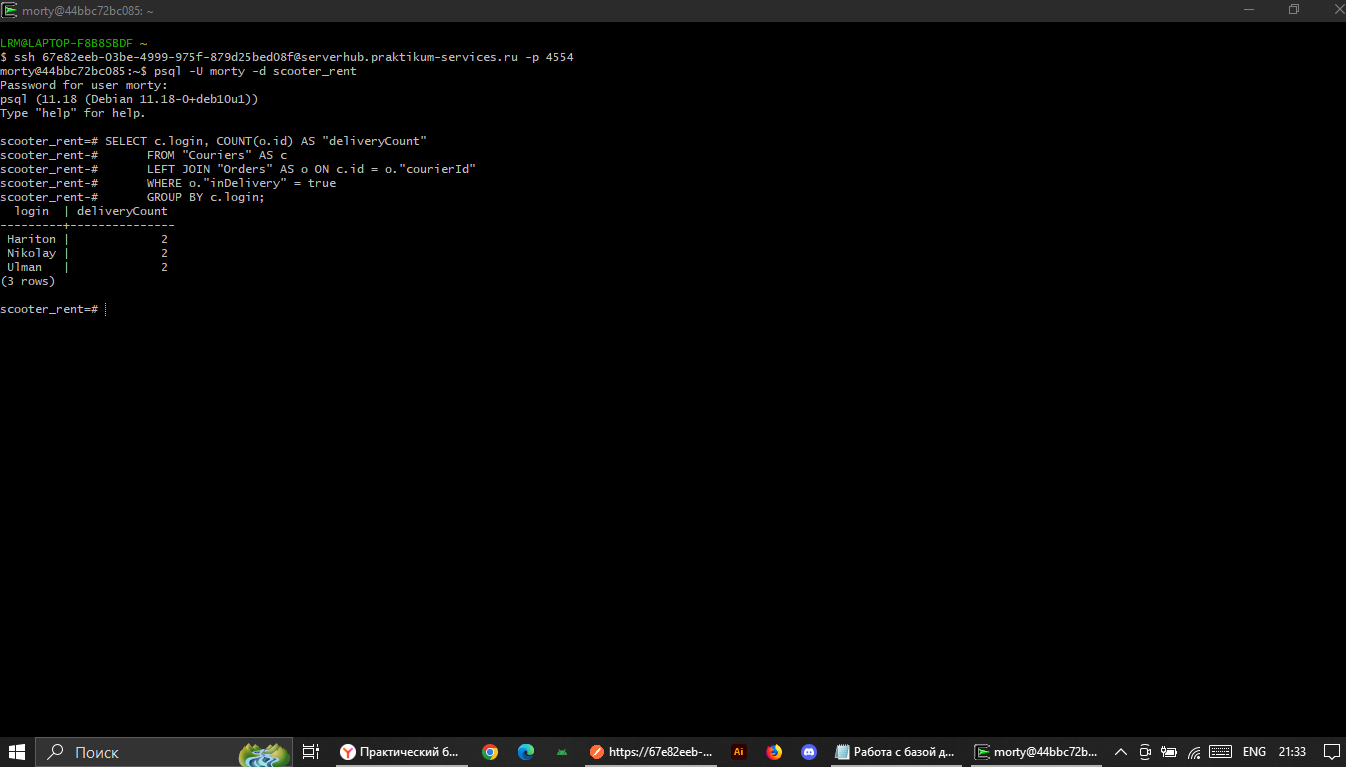 morty@44bbc72bc085: ~
LRM@LAPTOP-F8B8SBDF ~
$ ssh 67e82eeb-03be-4999-975f-879d25bed08f@serverhub.praktikum-services.ru -p 4554
morty@44bbc72bc085:~$ psql -U morty -d scooter_rent
Password for user morty:
psql (11.18 (Debian 11.18-0+deb10u1))
Type "help" for help.
scooter_rent=# SELECT c.login, COUNT(o.id) AS "deliveryCount"
scooter_rent-#       FROM "Couriers" AS c
scooter_rent-#       LEFT JOIN "Orders" AS o ON c.id = o."courierId"
scooter_rent-#       WHERE o."inDelivery" = true
scooter_rent-#       GROUP BY c.login;
  login  | deliveryCount
---------+---------------
 Hariton |             2
 Nikolay |             2
 Ulman   |             2
(3 rows)
scooter_rent=#
Поиск
Практический б...
https://67e82eeb-...
Ai
Работа с базой д...
morty@44bbc72b...
ENG
21:33